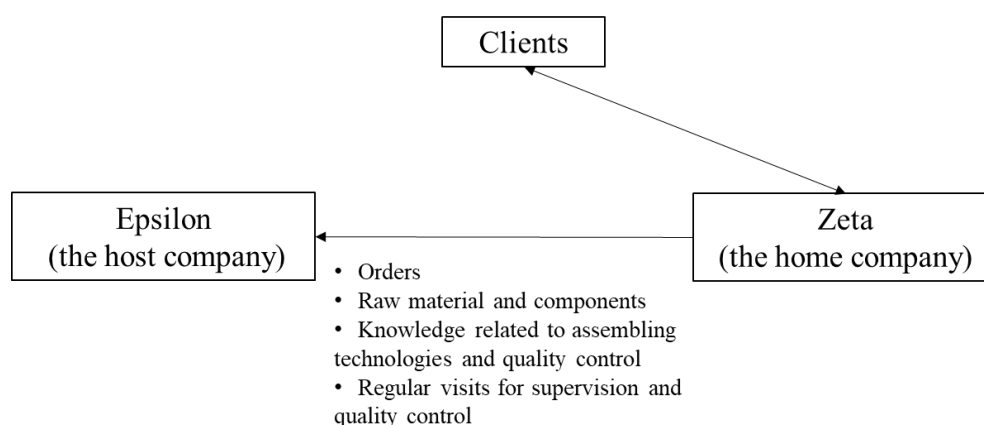 Clients
Epsilon
(the host company)
Zeta
(the home company)
• Orders
• Raw material and components
• Knowledge related to assembling
technologies and quality control
• Regular visits for supervision and
quality control